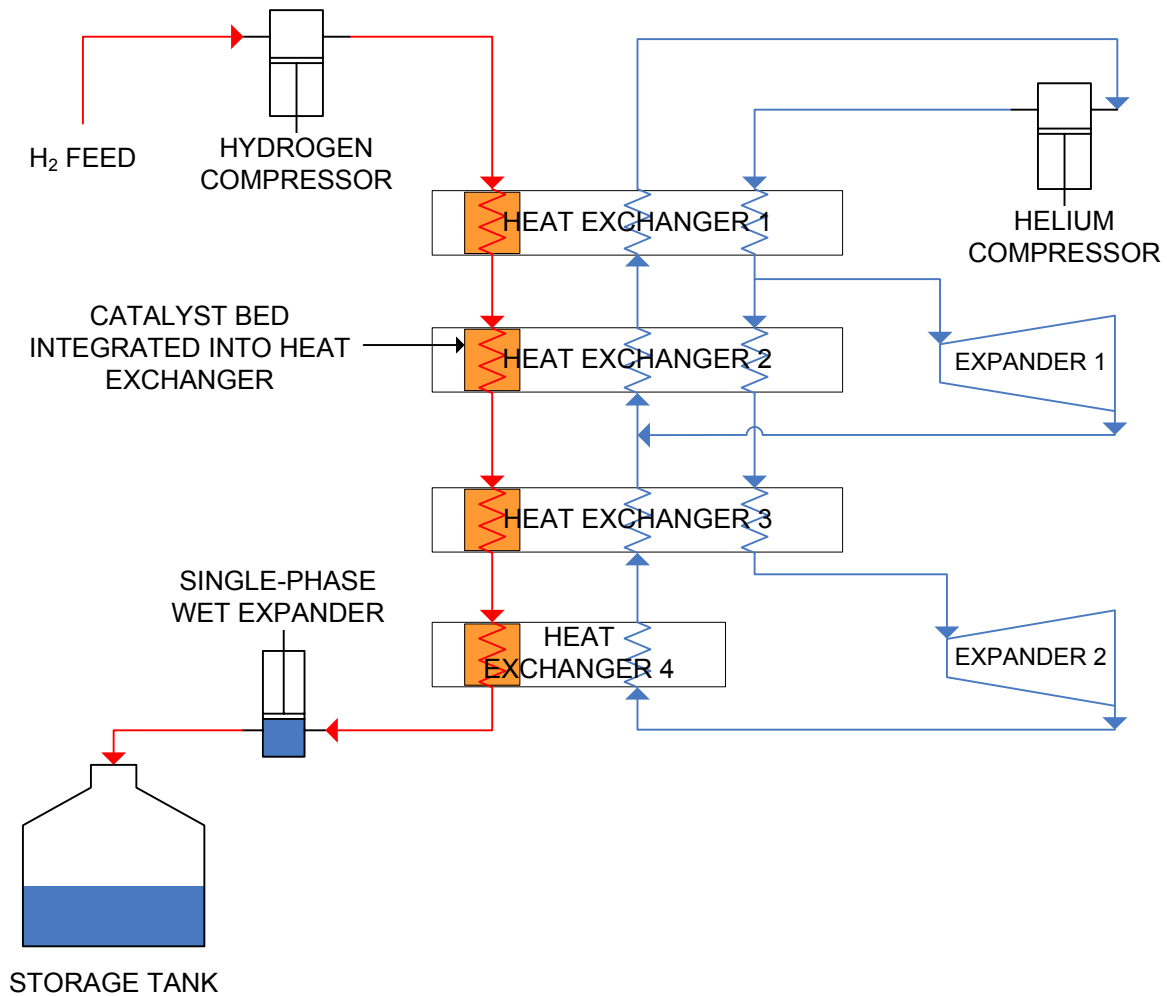 H₂ FEED
HYDROGEN
COMPRESSOR
HELIUM
COMPRESSOR
HEAT EXCHANGER 1
CATALYST BED
INTEGRATED INTO HEAT
EXCHANGER
HEAT EXCHANGER 2
EXPANDER 1
HEAT EXCHANGER 3
SINGLE-PHASE
WET EXPANDER
HEAT
EXCHANGER 4
EXPANDER 2
STORAGE TANK